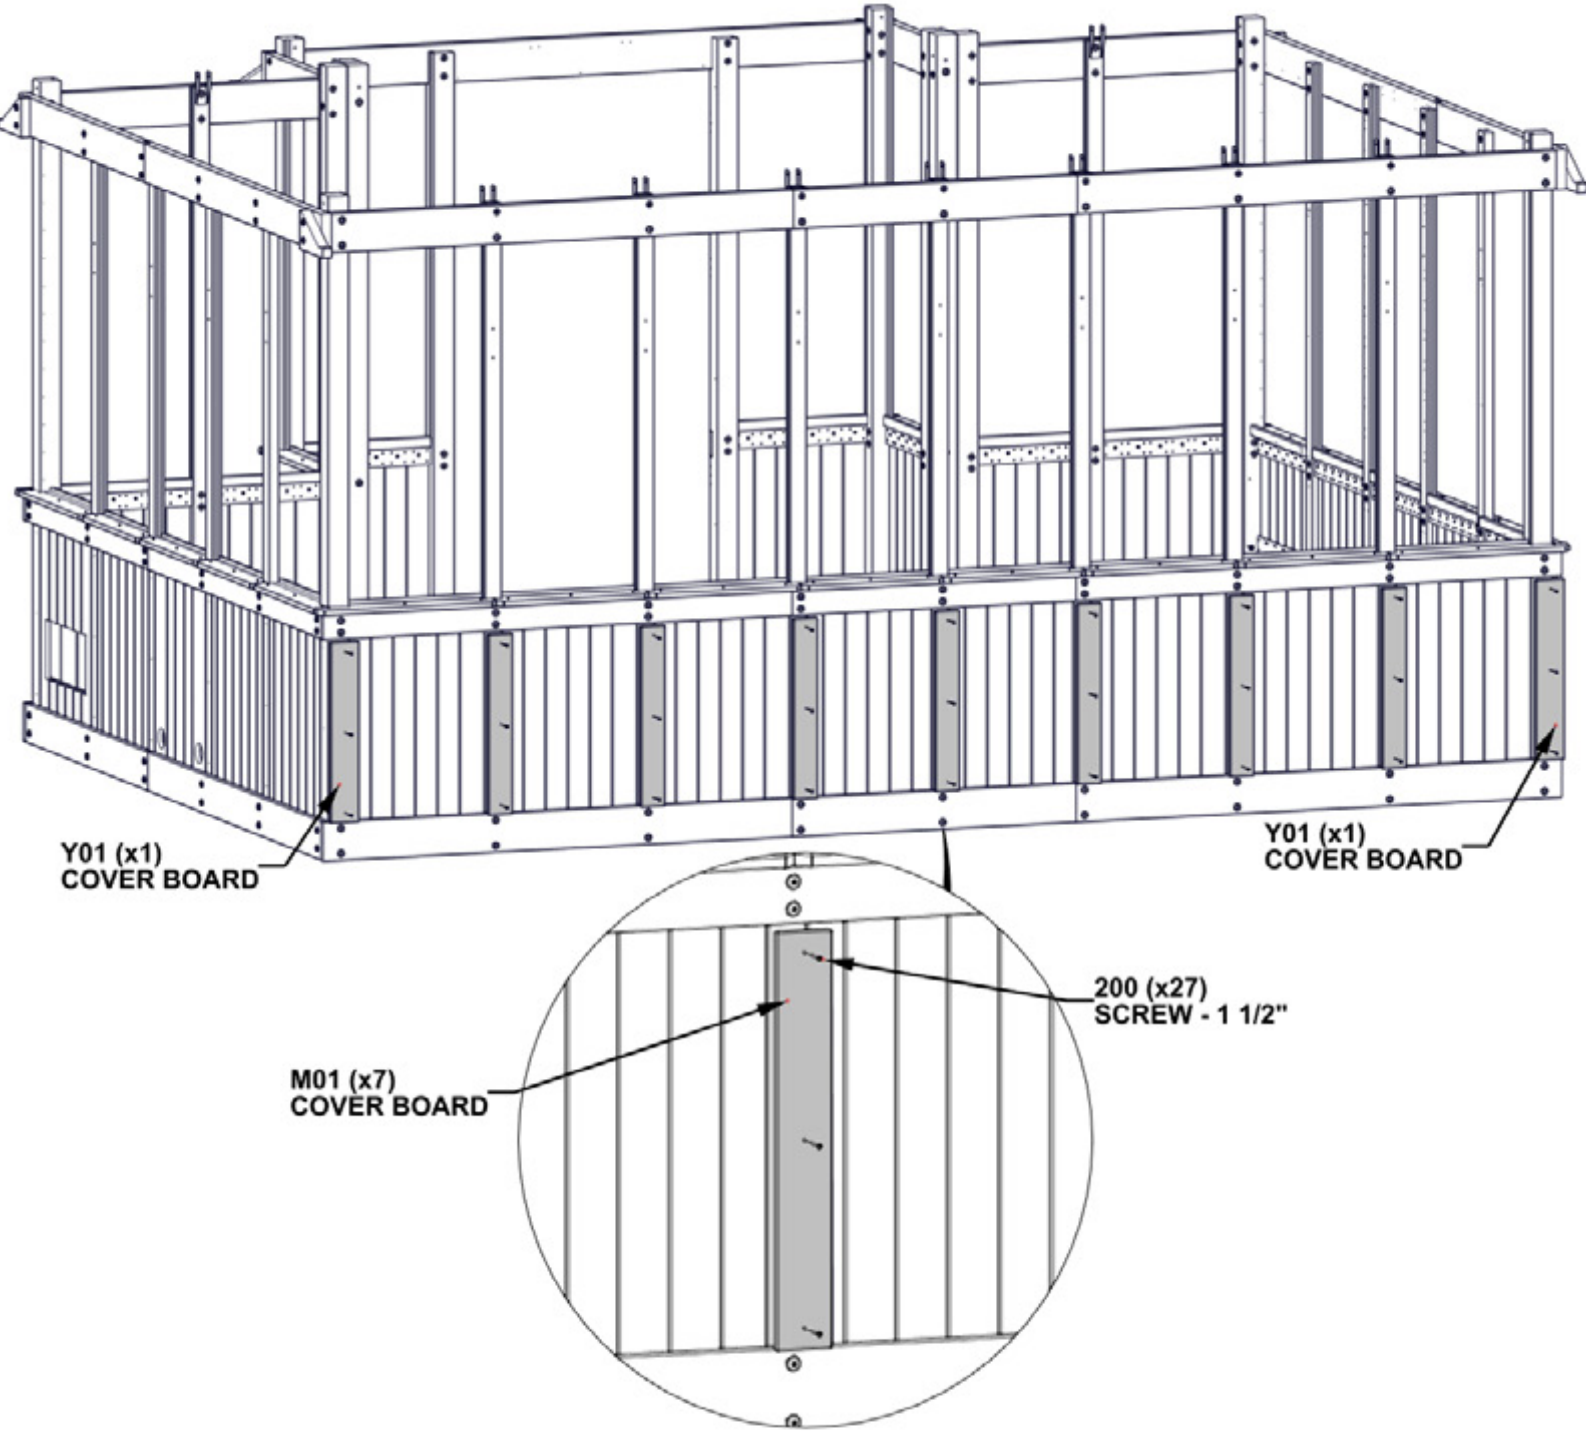 Y01 (x1)
COVER BOARD
Y01 (x1)
COVER BOARD
200 (x27)
SCREW - 1 1/2"
M01 (x7)
COVER BOARD